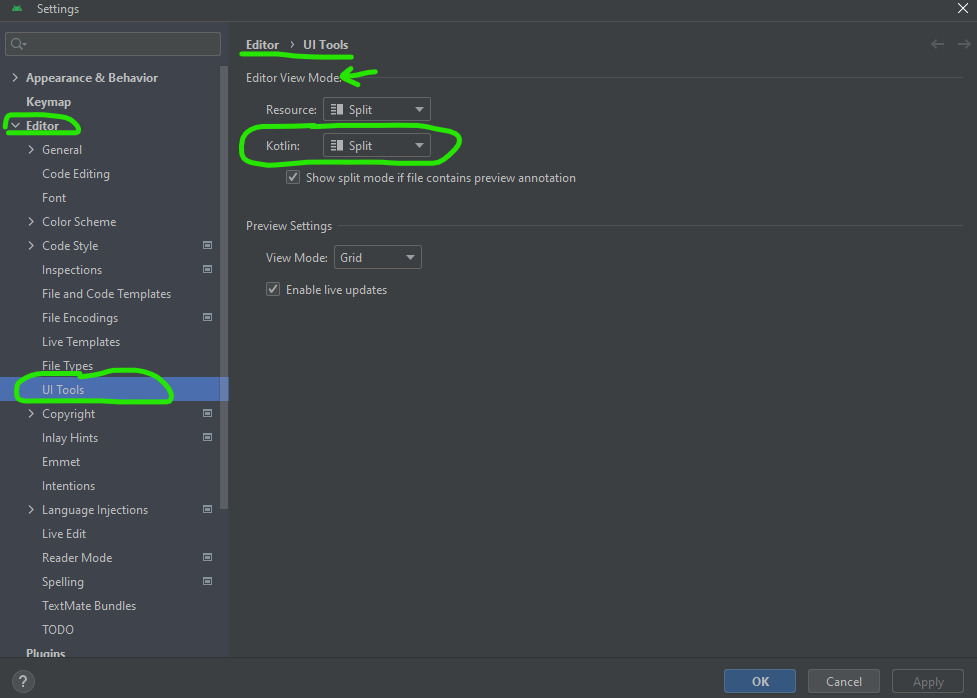 Settings
Editor › UI Tools
Appearance & Behavior
Keymap
Editor
General
Code Editing
Font
Color Scheme
Code Style
Inspections
File and Code Templates
File Encodings
Live Templates
File Types
UI Tools
Copyright
Inlay Hints
Emmet
Intentions
Language Injections
Live Edit
Reader Mode
Spelling
TextMate Bundles
TODO
Plugins
Editor View Mode:
Resource: Split
Kotlin: Split
Show split mode if file contains preview annotation
Preview Settings
View Mode: Grid
Enable live updates
?
OK Cancel Apply